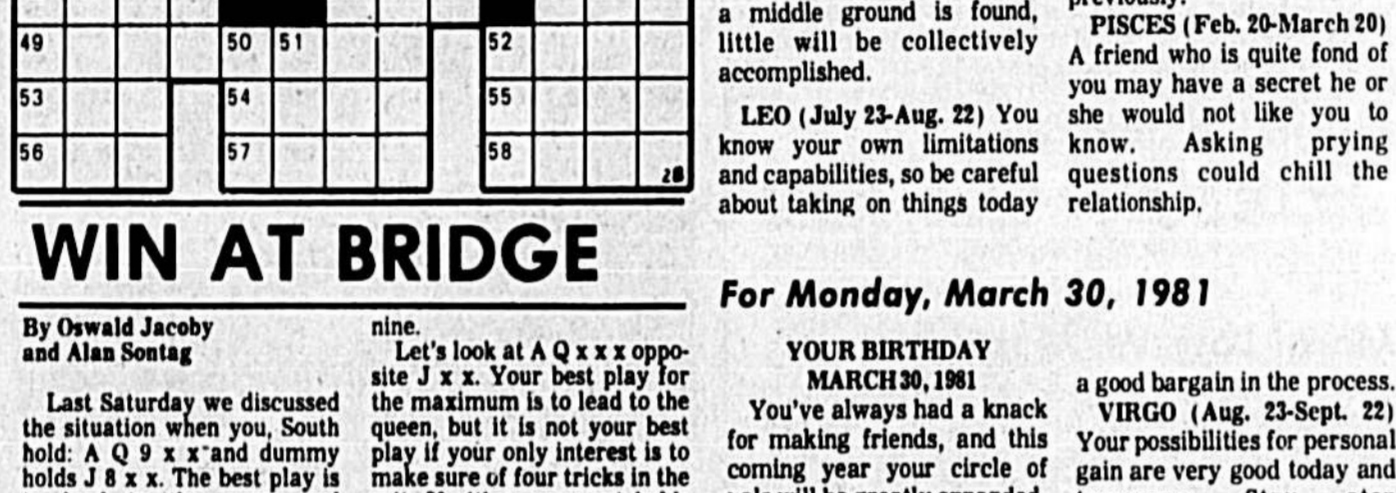 49 50 51 52
53 54 55
56 57 58
28
WIN AT BRIDGE
By Oswald Jacoby
and Alan Sontag
Last Saturday we discussed
the situation when you, South
hold: A Q 9 x x and dummy
holds J 8 x x. The best play is
nine.
Let's look at A Q x x x oppo-
site J x x. Your best play for
the maximum is to lead to the
queen, but it is not your best
play if your only interest is to
make sure of four tricks in the
a middle ground is found,
little will be collectively
accomplished.
LEO (July 23-Aug. 22) You
know your own limitations
and capabilities, so be careful
about taking on things today
previously.
PISCES (Feb. 20-March 20)
A friend who is quite fond of
you may have a secret he or
she would not like you to
know. Asking prying
questions could chill the
relationship.
For Monday, March 30, 1981
YOUR BIRTHDAY
MARCH 30, 1981
You've always had a knack
for making friends, and this
coming year your circle of
a good bargain in the process.
VIRGO (Aug. 23-Sept. 22)
Your possibilities for personal
gain are very good today and